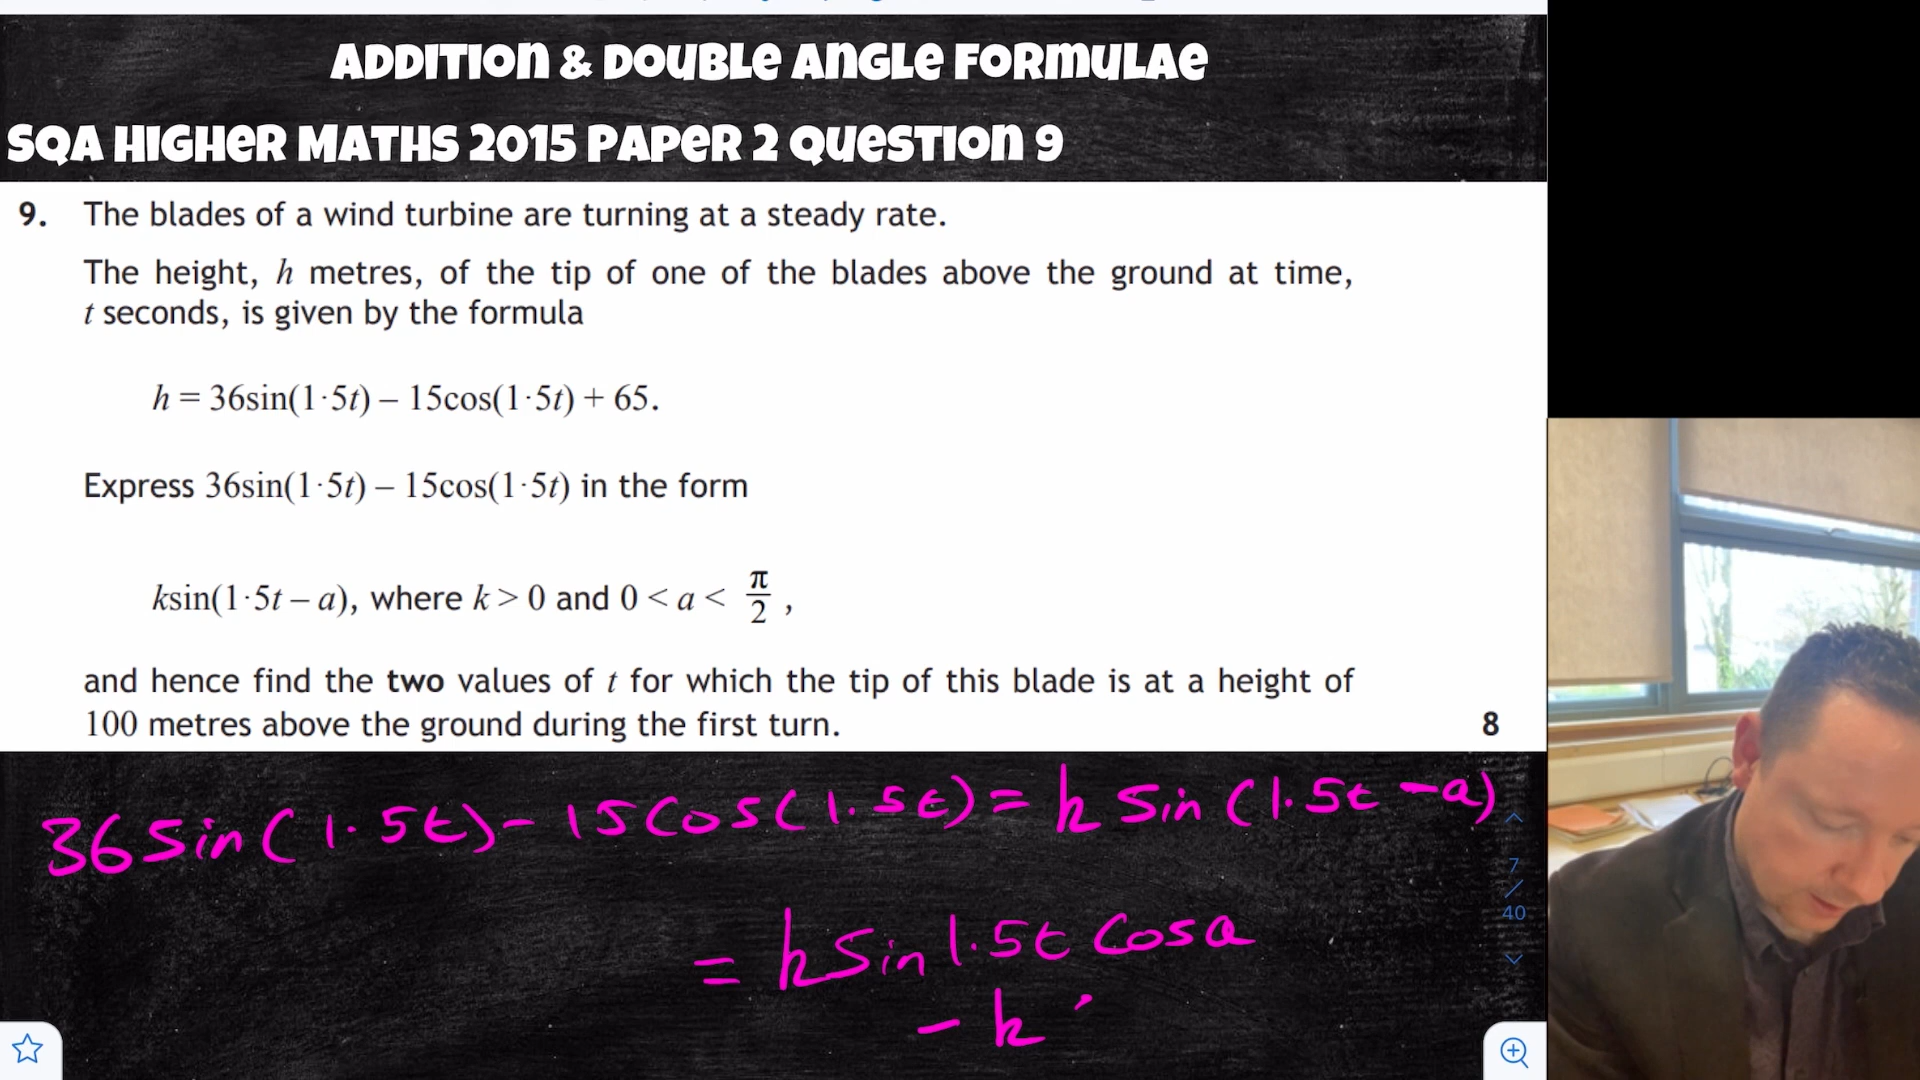 ADDITION & DOUBLE ANGLE FORMULAE
SQA HIGHER MATHS 2015 PAPER 2 QUESTION 9
9. The blades of a wind turbine are turning at a steady rate.
The height, h metres, of the tip of one of the blades above the ground at time,
t seconds, is given by the formula
h = 36sin(1·5t) – 15cos(1·5t) + 65.
Express 36sin(1·5t) – 15cos(1·5t) in the form
ksin(1·5t – a), where k > 0 and 0 < a < π/2 ,
and hence find the two values of t for which the tip of this blade is at a height of
100 metres above the ground during the first turn. 8
36 Sin(1.5t) - 15 Cos(1.5t) = k Sin(1.5t - a)
= k Sin 1.5t Cos a
- k
7
/
40